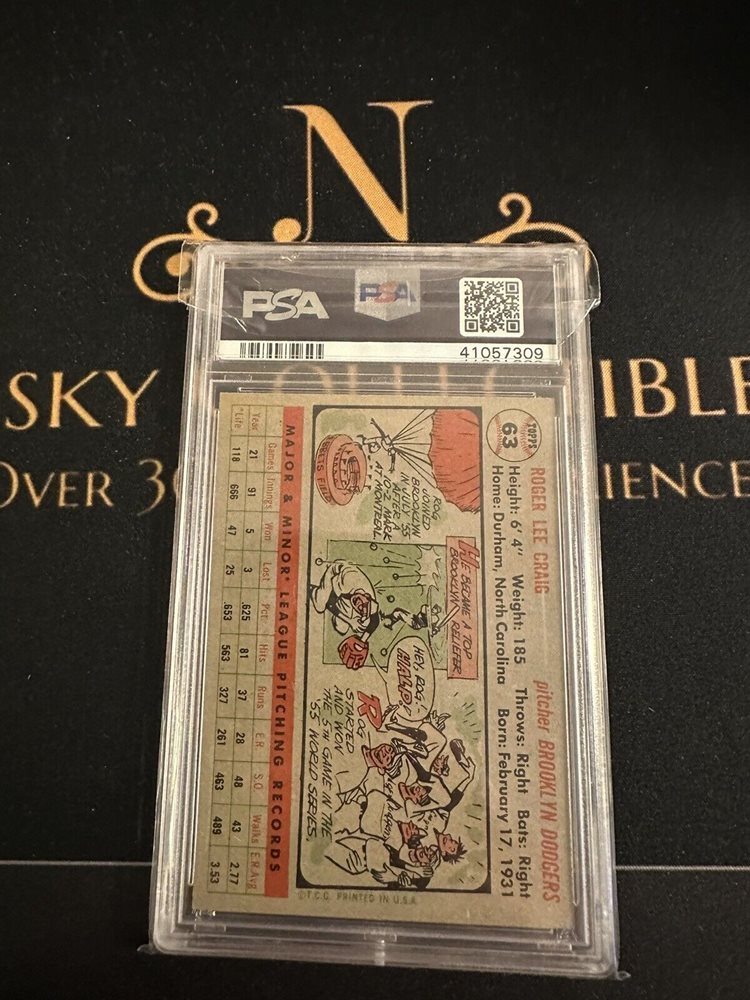 N
SKY
IBL
OVER 3
IENCE
PSA
PSA
41057309
TOPPS
63
ROGER LEE CRAIG pitcher BROOKLYN DODGERS
Height: 6' 4" Weight: 185 Throws: Right Bats: Right
Home: Durham, North Carolina Born: February 17, 1931
ROG
JOINED
BROOKLYN
IN JULY '55
AFTER A
10-2 MARK
AT MONTREAL.
HE BECAME A TOP
BROOKLYN RELIEFER
HEY, ROG!-
HALP!
ROG
STARTED
AND WON
THE 5TH GAME IN THE
'55 WORLD SERIES.
MAJOR & MINOR* LEAGUE PITCHING RECORDS
Games Innings Won Lost Pct. Hits Runs E.R. S.O. Walks E.R.Avg
Year 21 91 5 3 .625 81 37 28 48 43 2.77
*Life 118 666 47 25 .653 563 327 261 463 489 3.53
©T.C.C. PRINTED IN U.S.A.